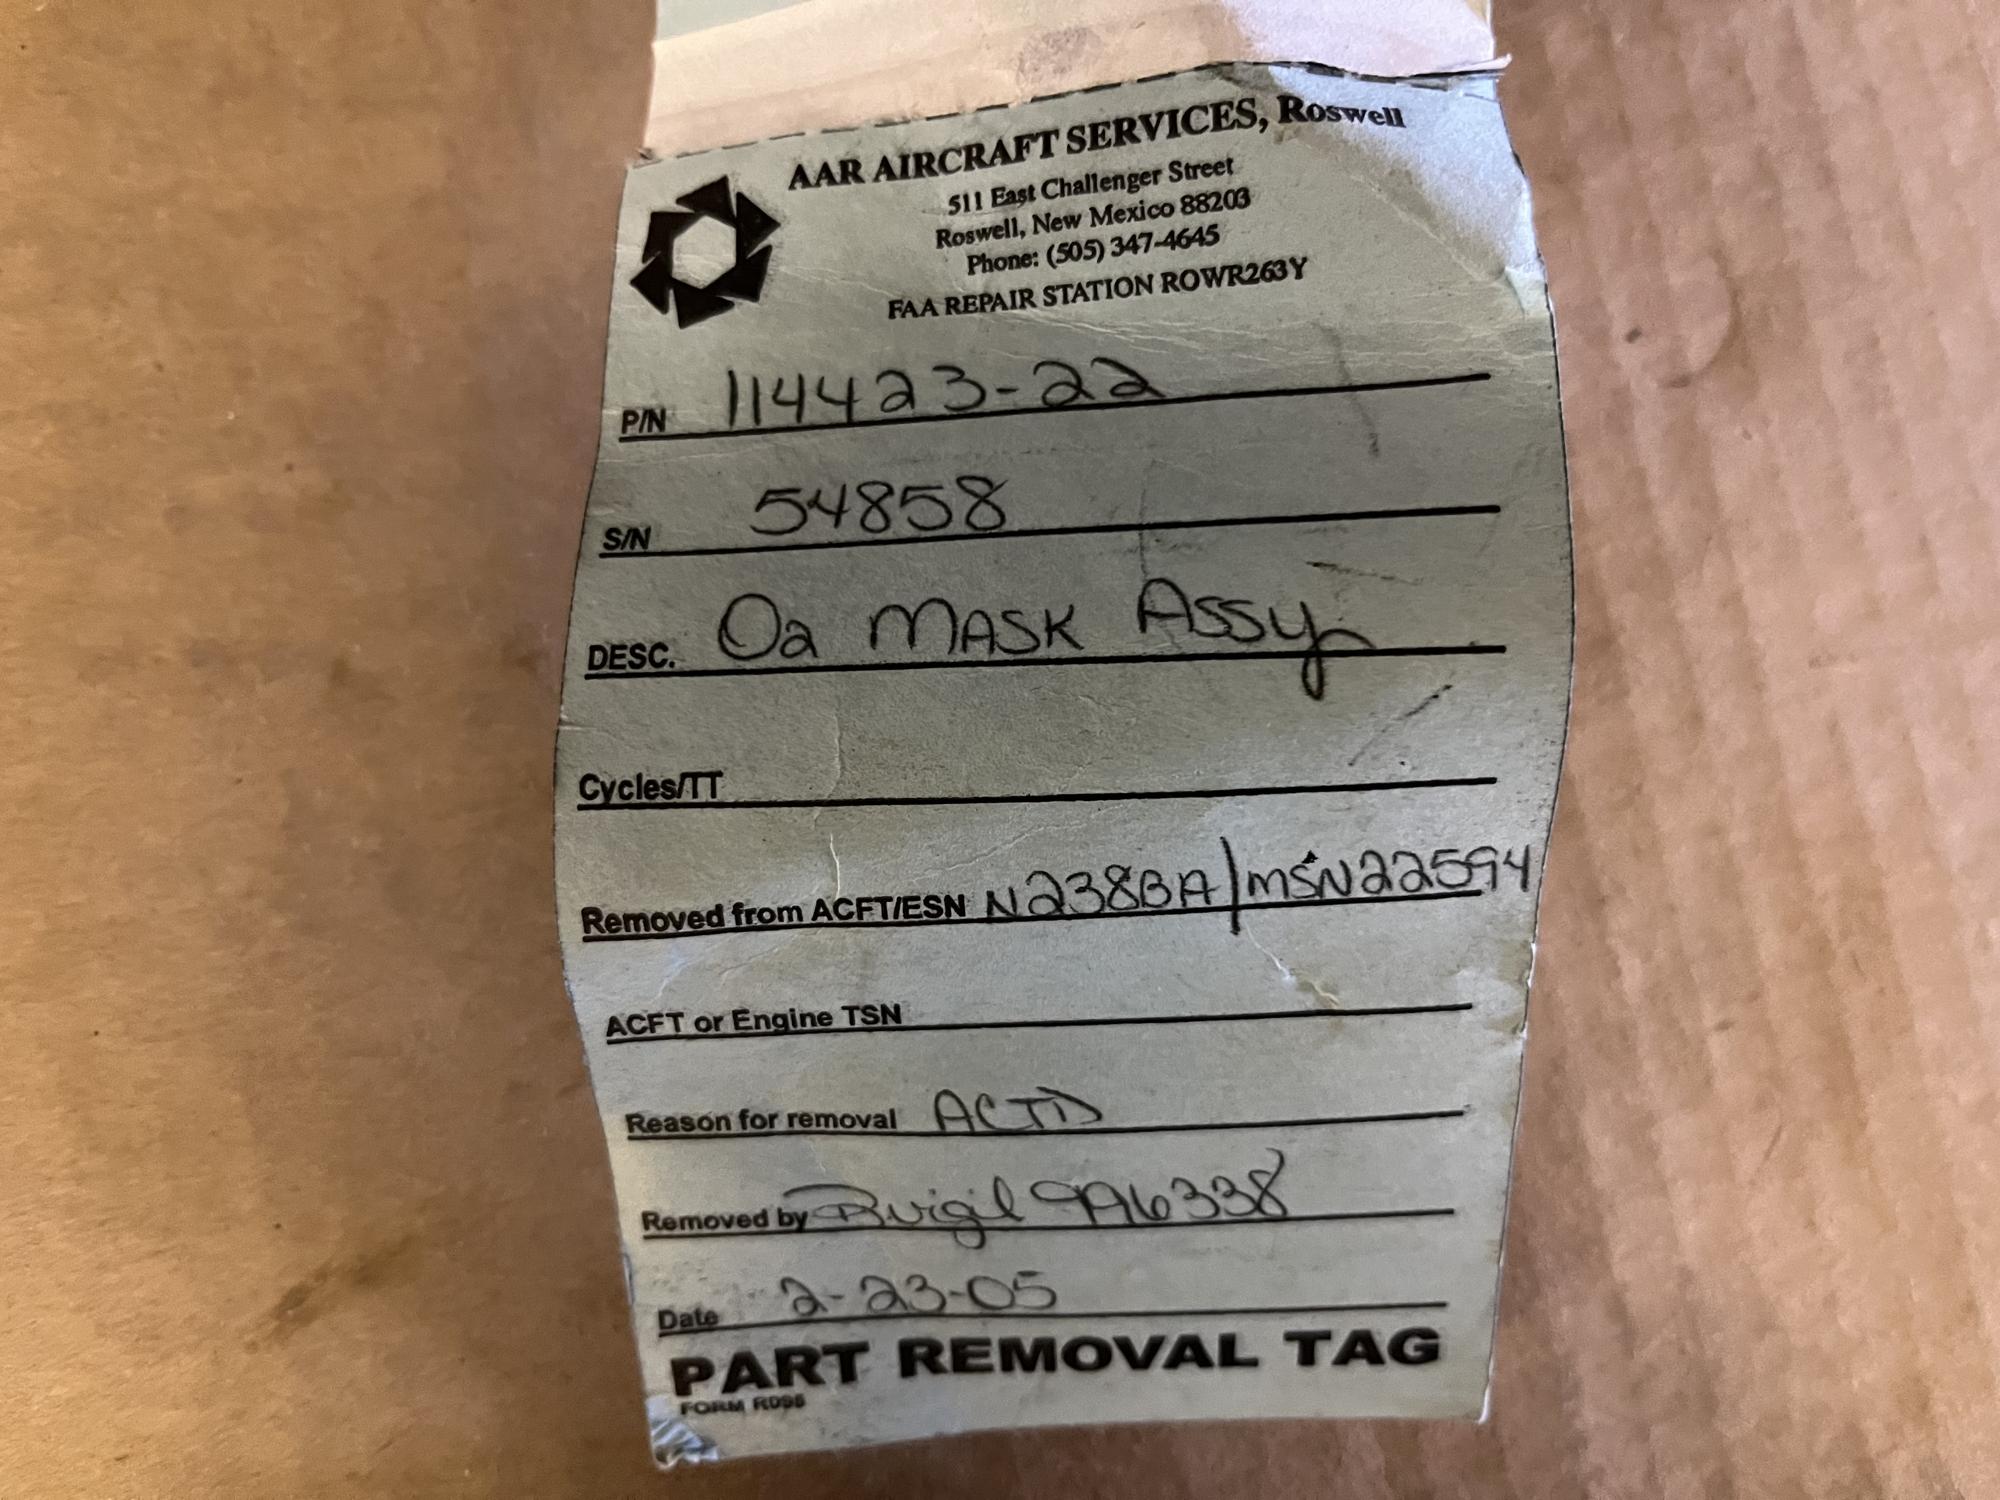 AAR AIRCRAFT SERVICES, Roswell
511 East Challenger Street
Roswell, New Mexico 88203
Phone: (505) 347-4645
FAA REPAIR STATION ROWR263Y
P/N 114423-22
S/N 54858
DESC. O2 MASK Assy
Cycles/TT
Removed from ACFT/ESN N238BA/MSN22594
ACFT or Engine TSN
Reason for removal
Removed by
Date 2-23-05
PART REMOVAL TAG